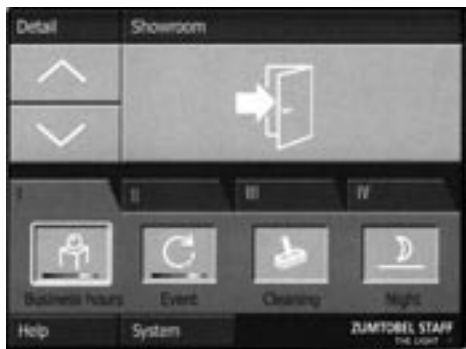 Detail Showroom
I II III IV
Business hours Event Cleaning Night
Help System ZUMTOBEL STAFF
THE LIGHT